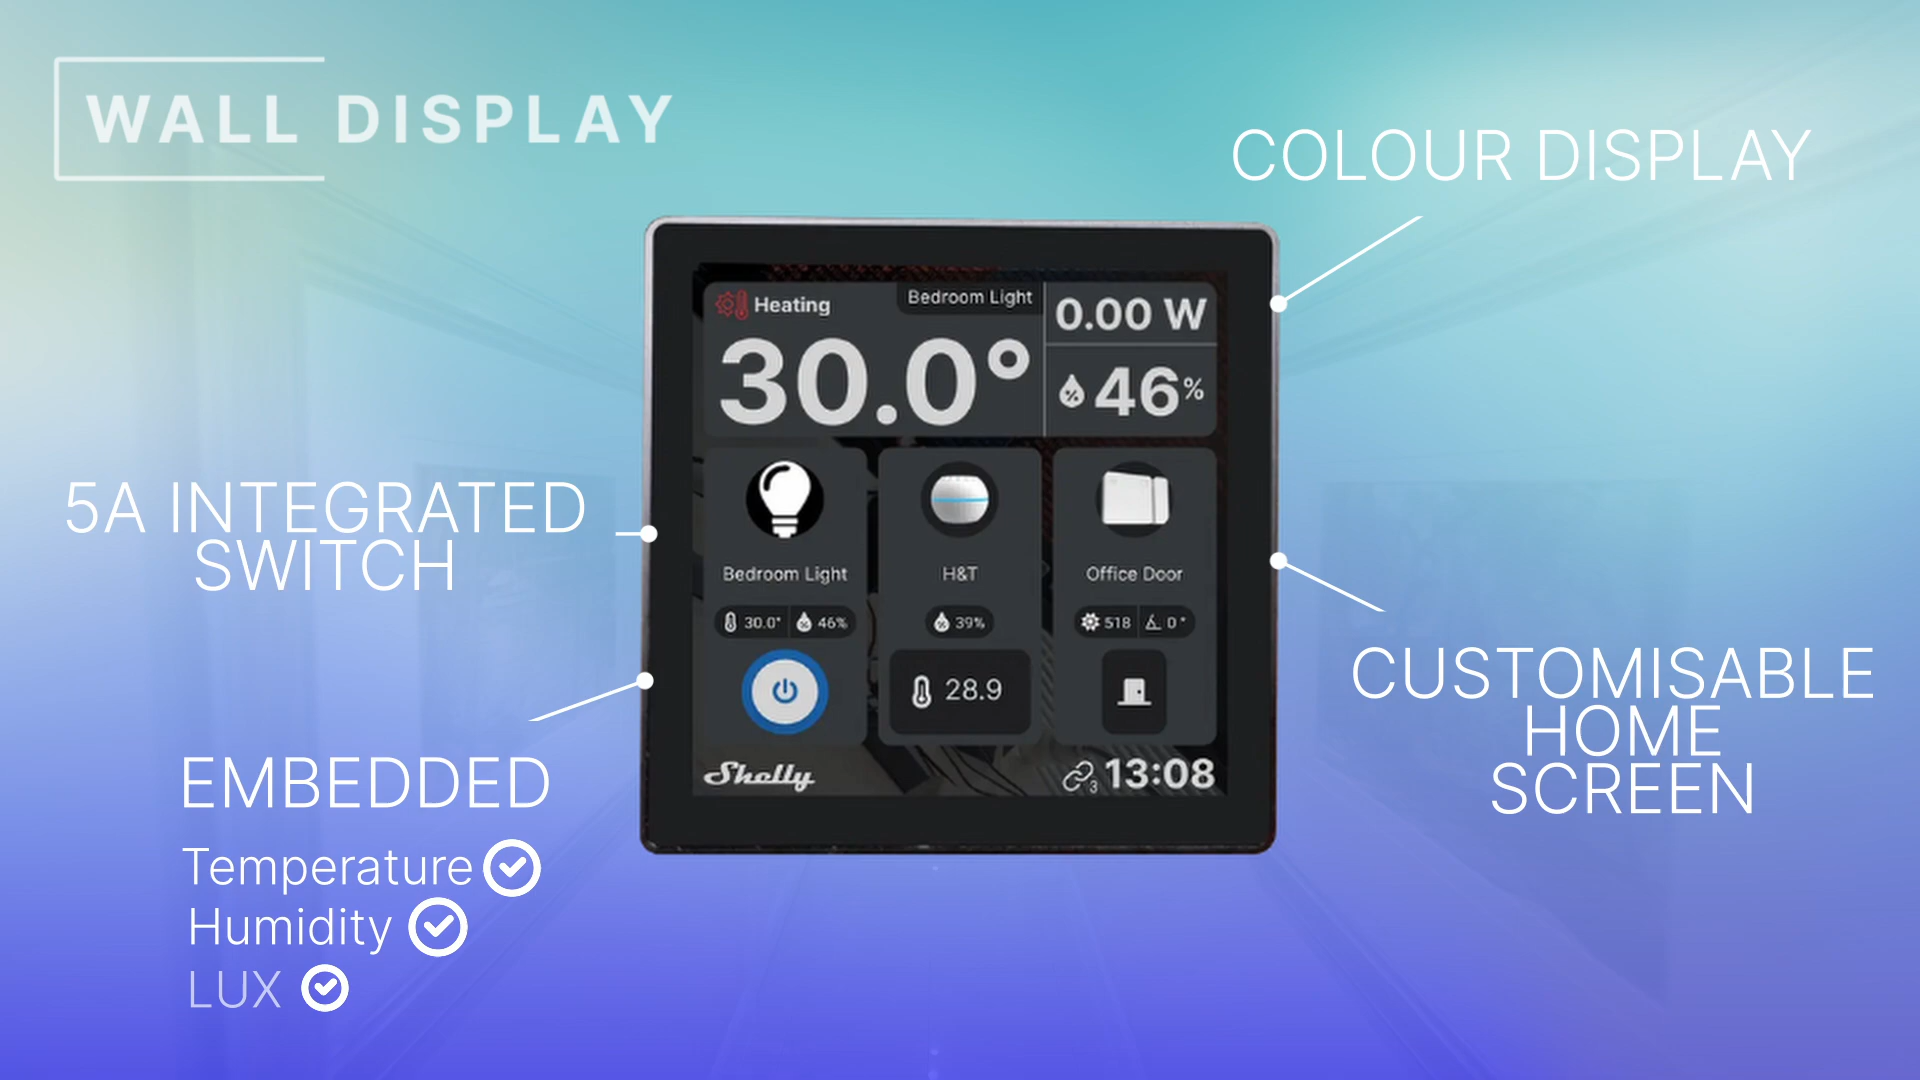 WALL DISPLAY
COLOUR DISPLAY
Heating
Bedroom Light
0.00 W
30.0°
46%
5A INTEGRATED
SWITCH
Bedroom Light
H&T
Office Door
30.0°
46%
39%
518
0°
28.9
CUSTOMISABLE
HOME
SCREEN
Shelly
3
13:08
EMBEDDED
Temperature
Humidity
LUX